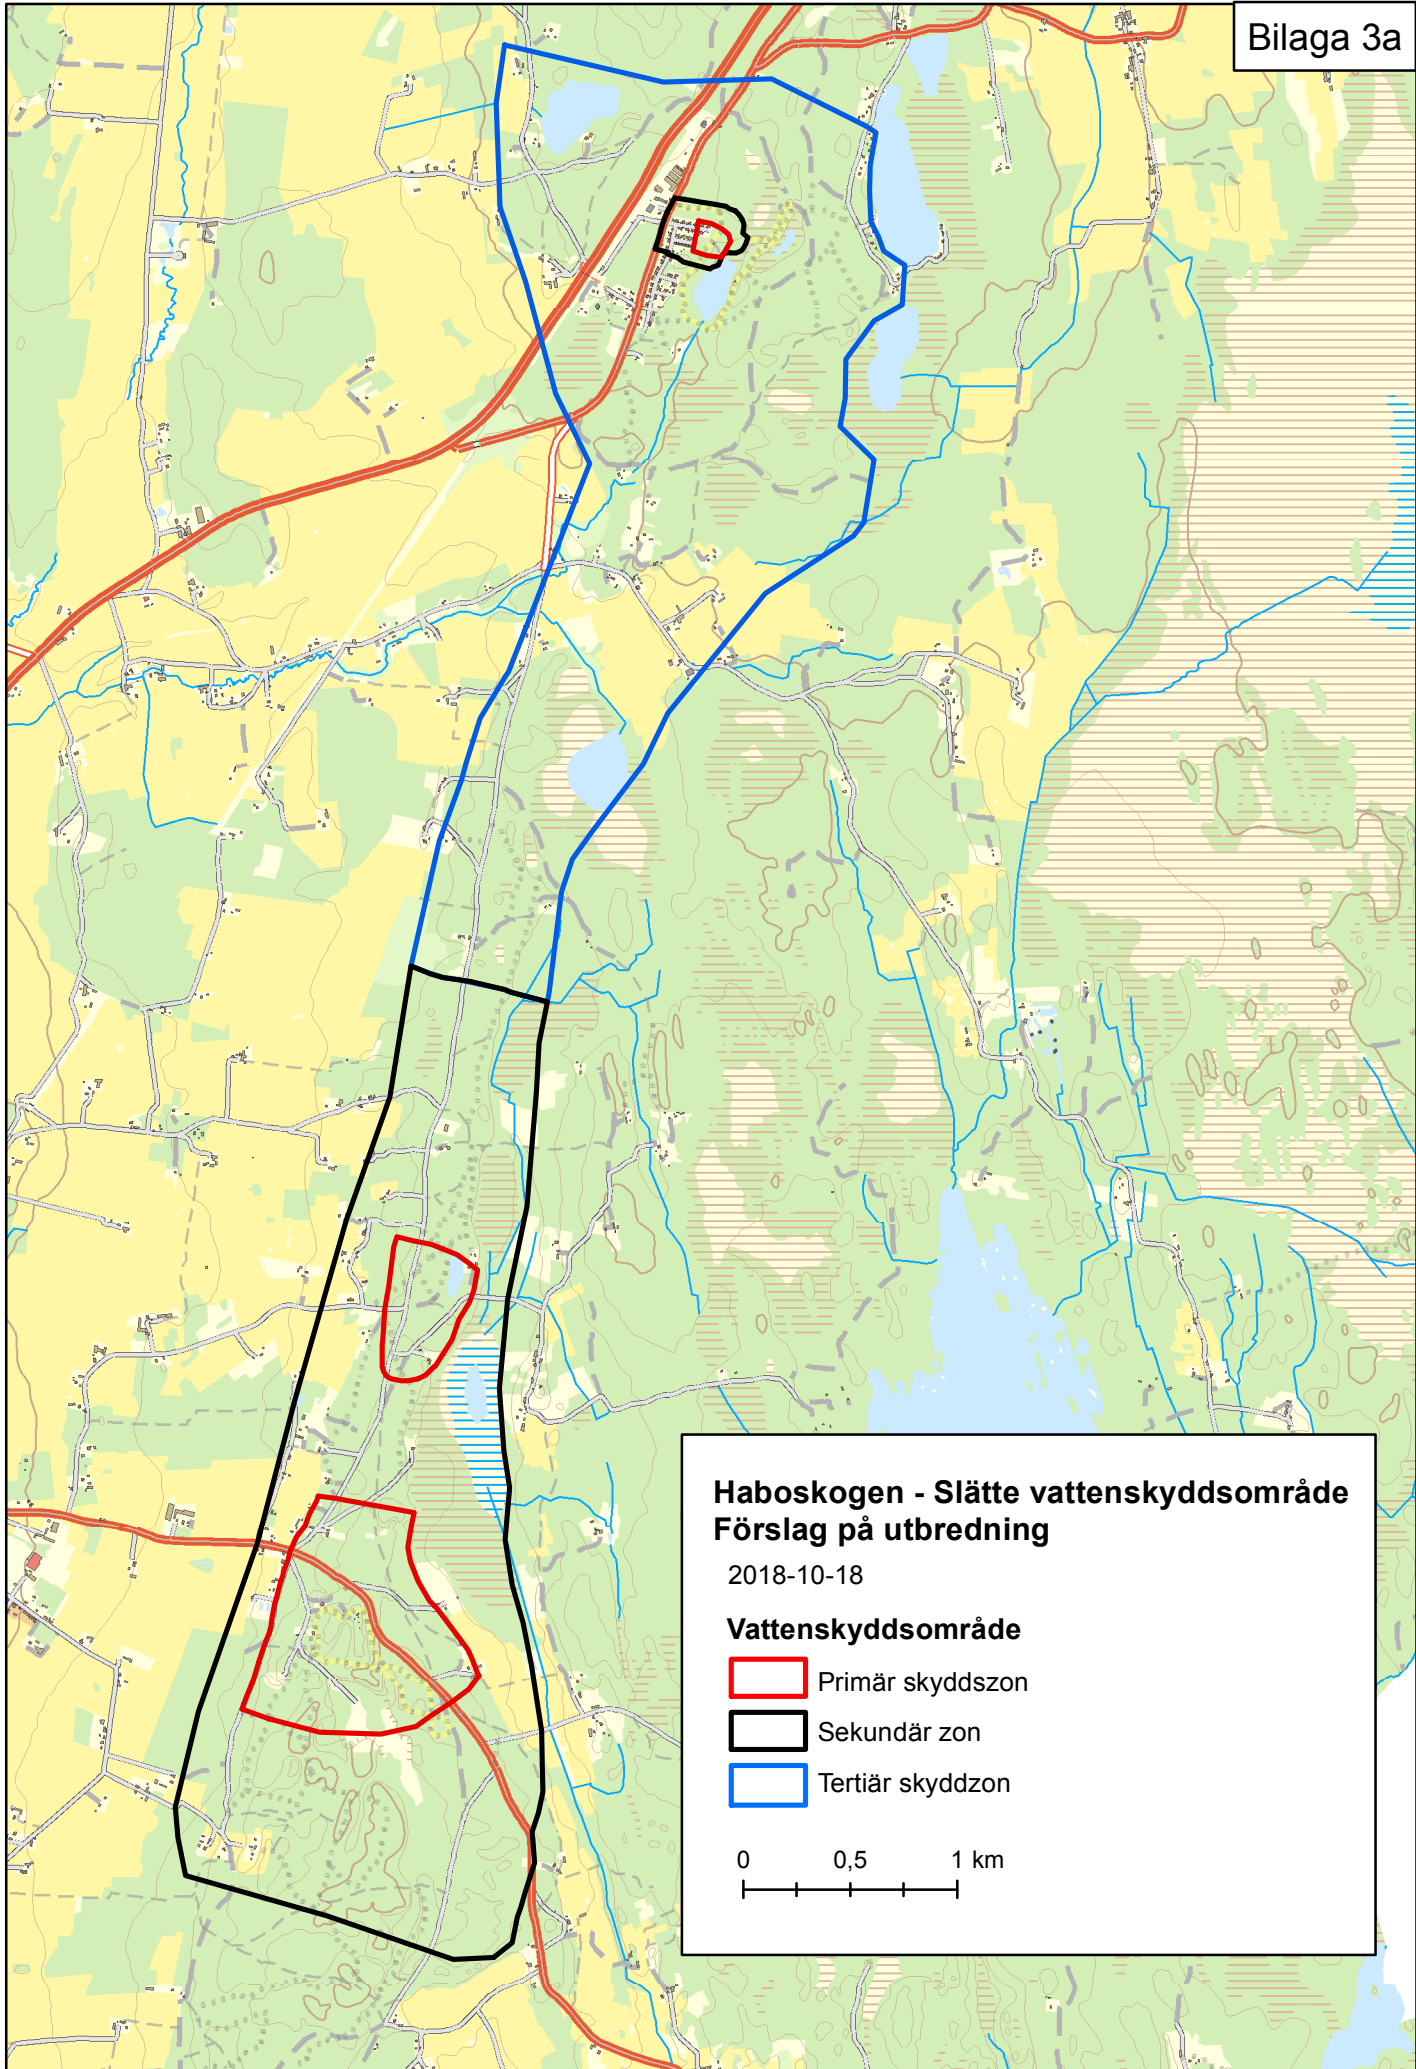 Bilaga 3a
Haboskogen - Slätte vattenskyddsområde
Förslag på utbredning
2018-10-18
Vattenskyddsområde
Primär skyddszon
Sekundär zon
Tertiär skyddzon
0 0,5 1 km